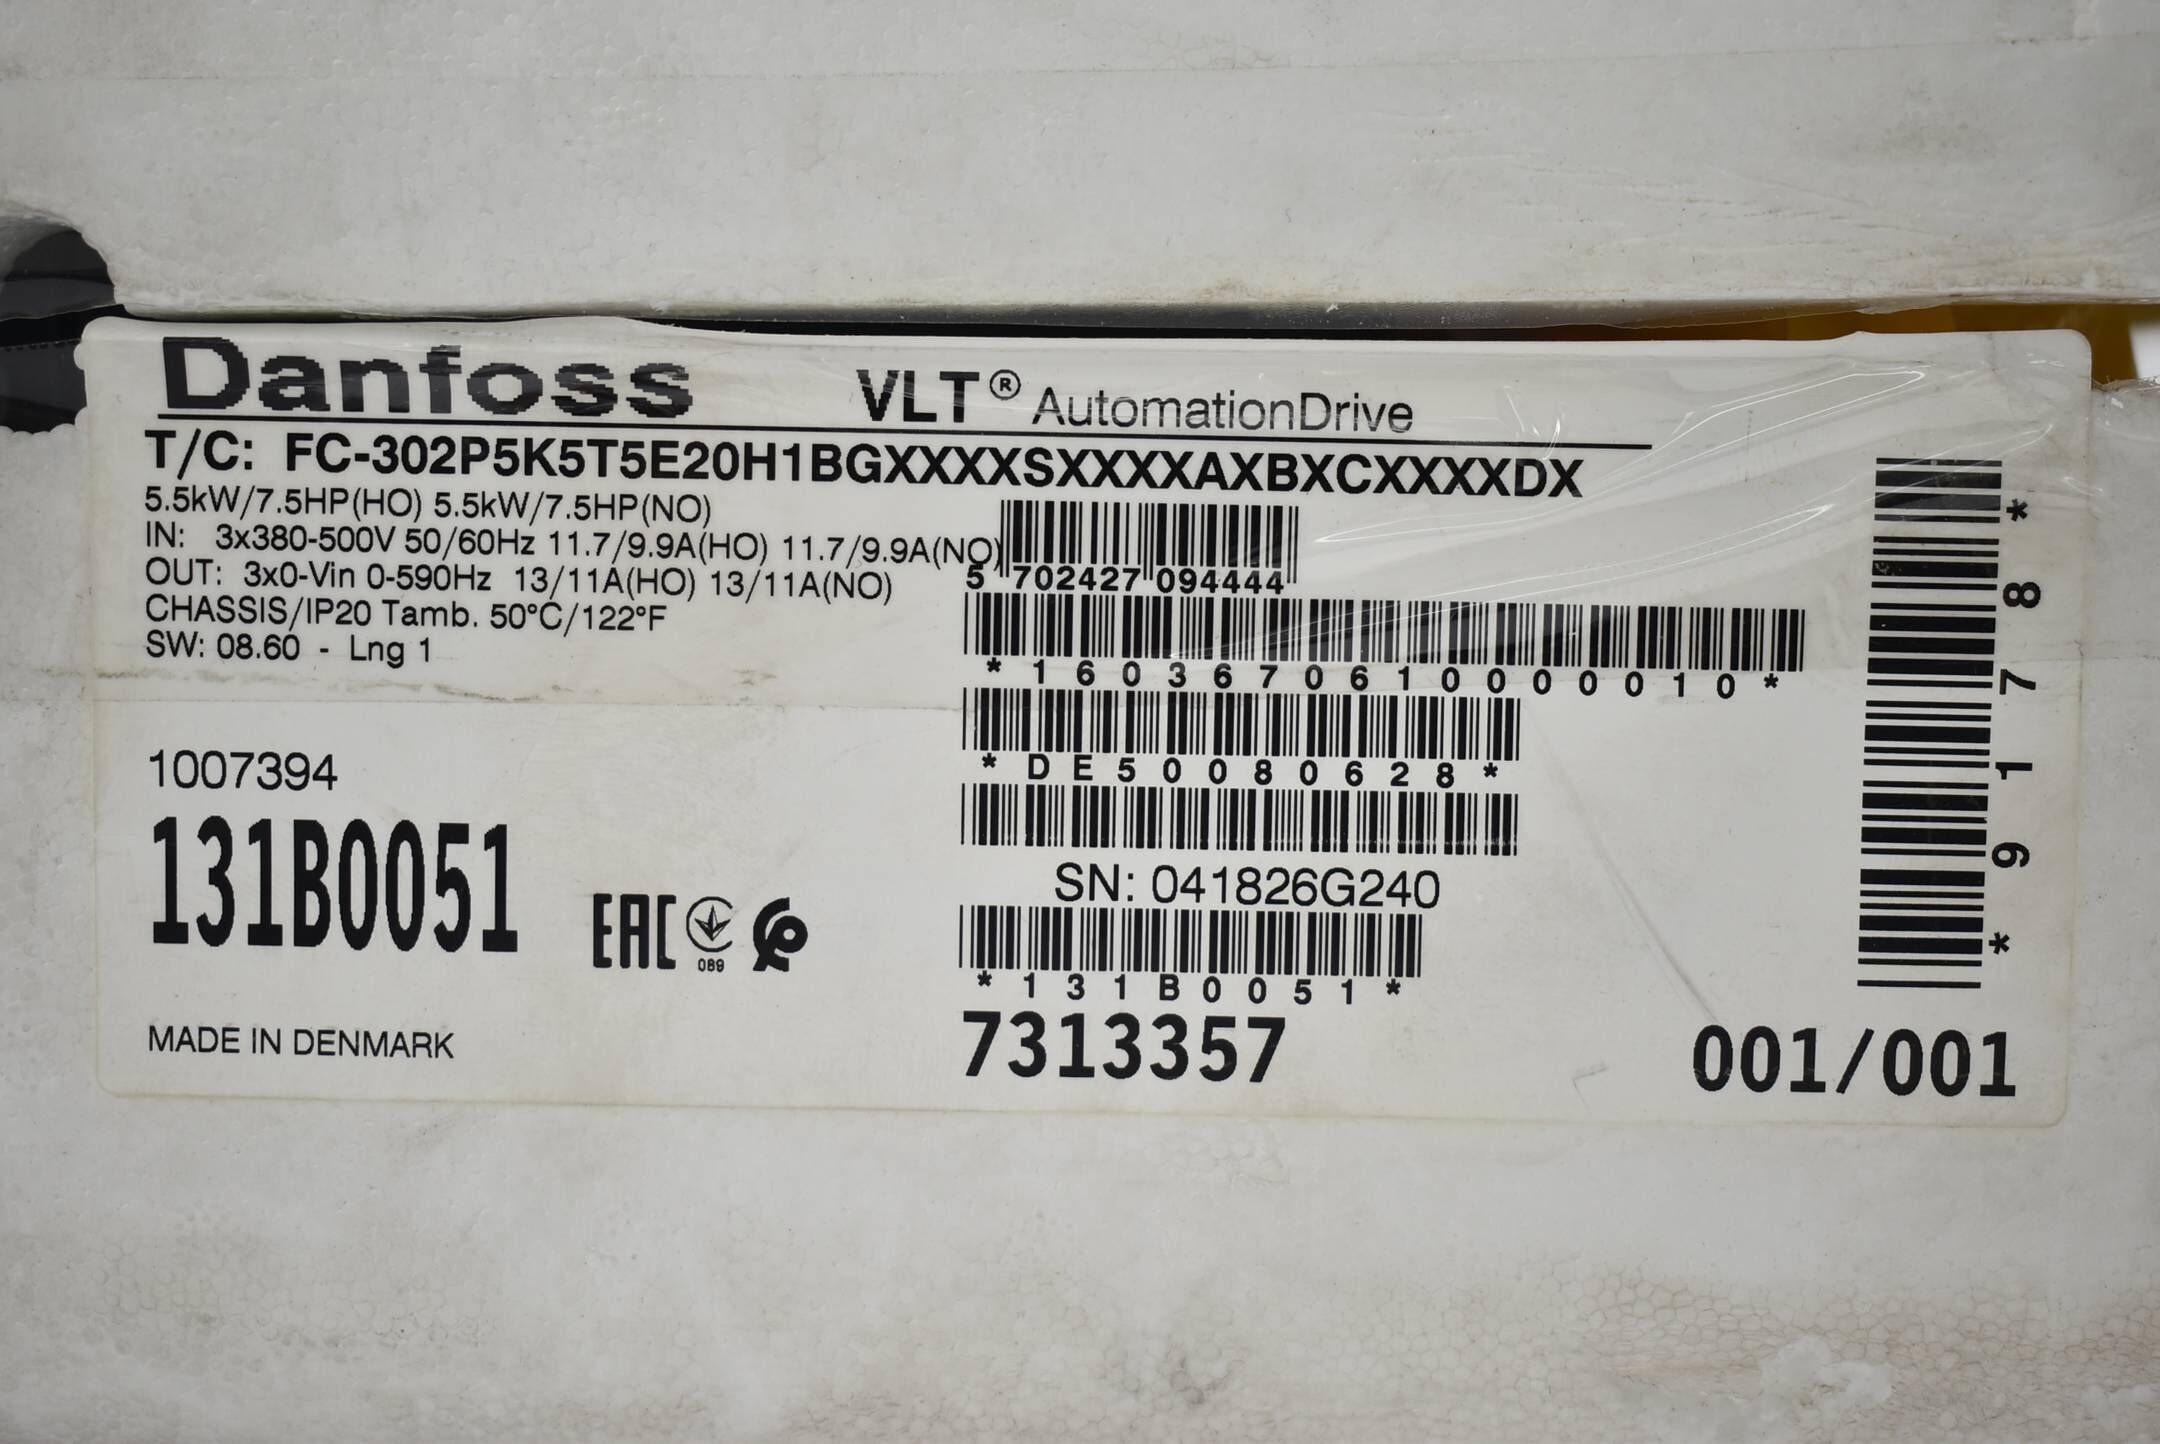 Danfoss
VLT® AutomationDrive
T/C: FC-302P5K5T5E20H1BGXXXXSXXXXAXBXCXXXXDX
5.5kW/7.5HP(HO) 5.5kW/7.5HP(NO)
IN: 3x380-500V 50/60Hz 11.7/9.9A(HO) 11.7/9.9A(NO)
OUT: 3x0-Vin 0-590Hz 13/11A(HO) 13/11A(NO)
CHASSIS/IP20 Tamb. 50°C/122°F
SW: 08.60 - Lng 1
1007394
131B0051
EAC
089
MADE IN DENMARK
5 702427 094444
*160367061000010*
*DE50080628*
SN: 041826G240
*131B0051*
7313357
*8719*
001/001